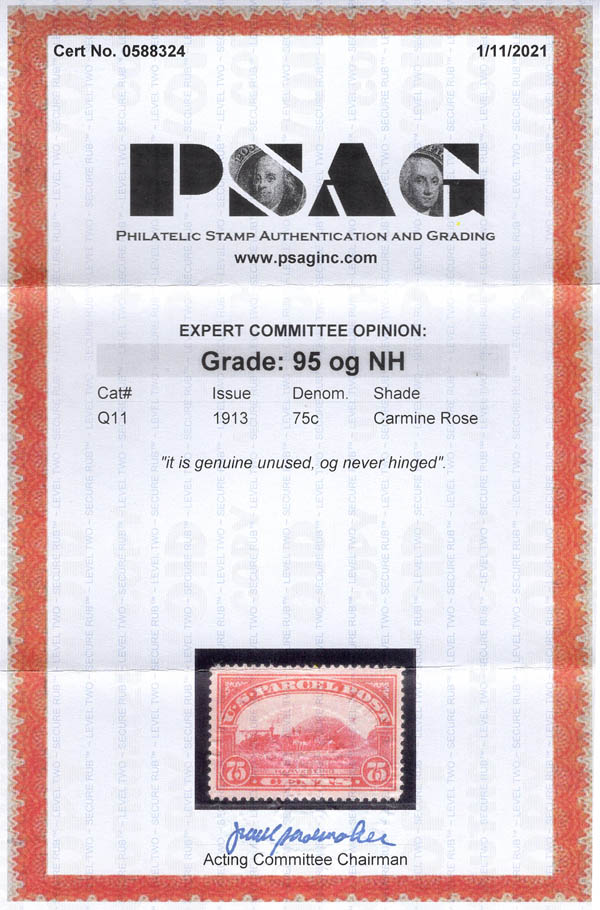 Cert No. 0588324 1/11/2021
PSAG
PHILATELIC STAMP AUTHENTICATION AND GRADING
www.psaginc.com
EXPERT COMMITTEE OPINION:
Grade: 95 og NH
Cat# Issue Denom. Shade
Q11 1913 75c Carmine Rose
"it is genuine unused, og never hinged".
U.S. PARCEL POST
HARVESTING
75 CENTS 75
Acting Committee Chairman